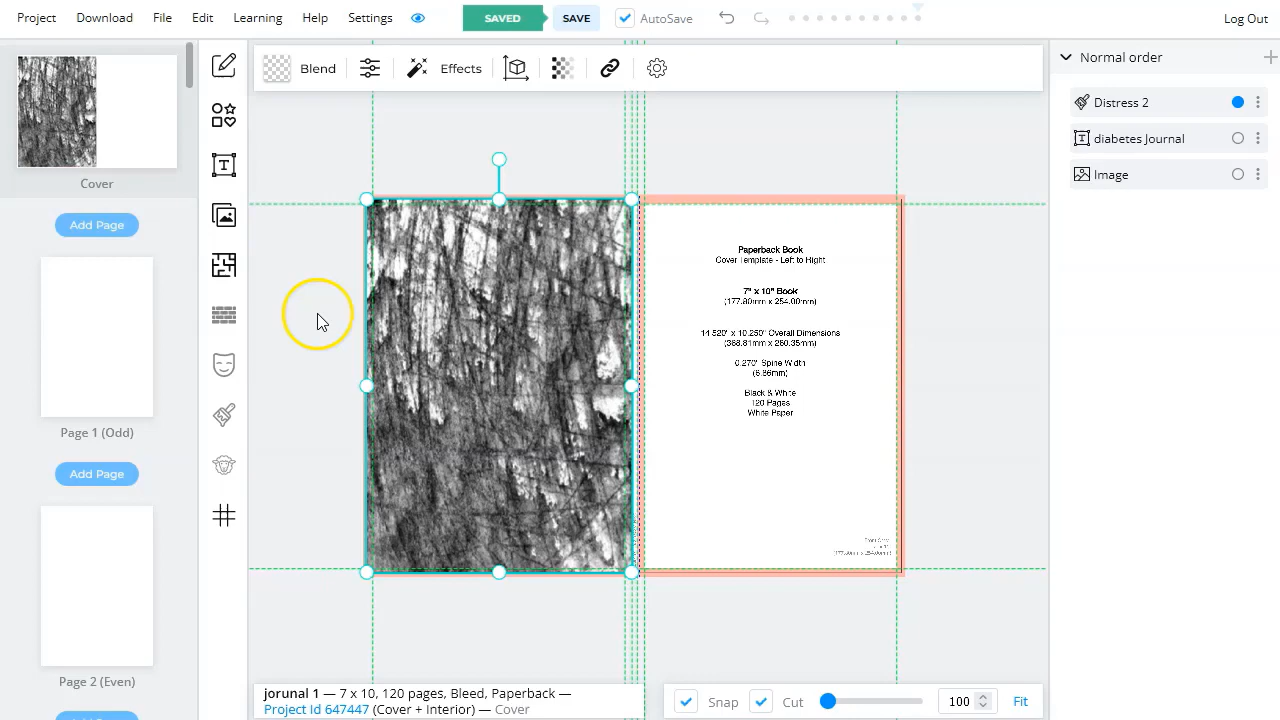 Project Download File Edit Learning Help Settings SAVED SAVE AutoSave Log Out
Blend Effects
Normal order
Distress 2
diabetes Journal
Image
Cover
Add Page
Page 1 (Odd)
Add Page
Page 2 (Even)
Paperback Book
Cover Template - Left to Right
7" x 10" Book
(177.80mm x 254.00mm)
14.520" x 10.250" Overall Dimensions
(368.81mm x 260.35mm)
0.270" Spine Width
(6.86mm)
Black & White
120 Pages
White Paper
(177.80mm x 254.00mm)
jorunal 1 — 7 x 10, 120 pages, Bleed, Paperback —
Project Id 647447 (Cover + Interior) — Cover
Snap Cut 100 Fit